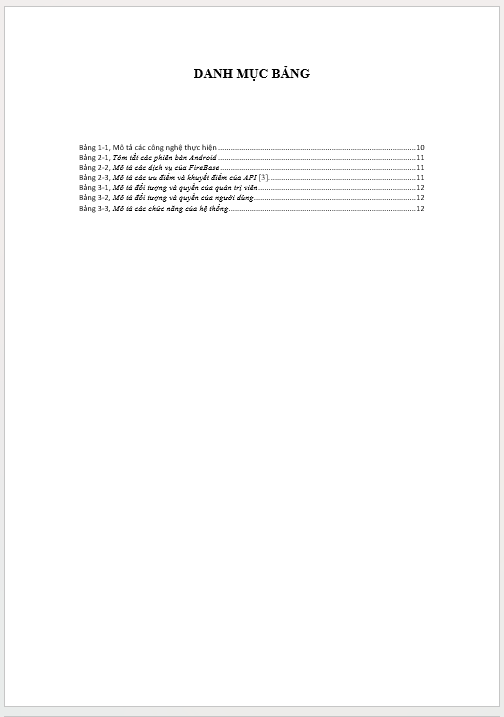 DANH MỤC BẢNG
Bảng 1-1, Mô tả các công nghệ thực hiện....................10
Bảng 2-1, Tóm tắt các phiên bản Android....................11
Bảng 2-2, Mô tả các dịch vụ của FireBase....................11
Bảng 2-3, Mô tả các ưu điểm và khuyết điểm của API [3]....................11
Bảng 3-1, Mô tả đối tượng và quyền của quản trị viên....................12
Bảng 3-2, Mô tả đối tượng và quyền của người dùng....................12
Bảng 3-3, Mô tả các chức năng của hệ thống....................12